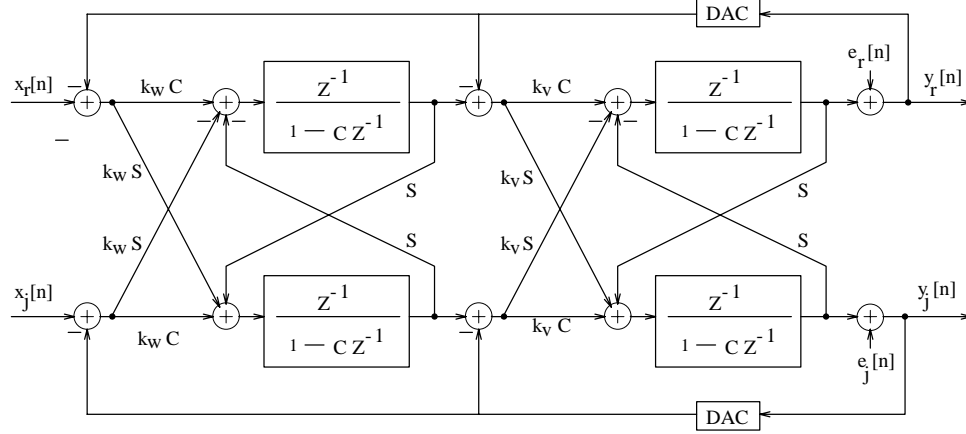 DAC
x_r[n]
−
+
k_W C
−
+
−
Z^{-1}
1 − C Z^{-1}
−
+
k_V C
−
+
−
Z^{-1}
1 − C Z^{-1}
e_r[n]
+
y_r[n]
−
k_W S
S
k_V S
S
k_W S
S
k_V S
S
x_j[n]
+
−
k_W C
+
Z^{-1}
1 − C Z^{-1}
+
−
k_V C
+
Z^{-1}
1 − C Z^{-1}
+
e_j[n]
y_j[n]
DAC